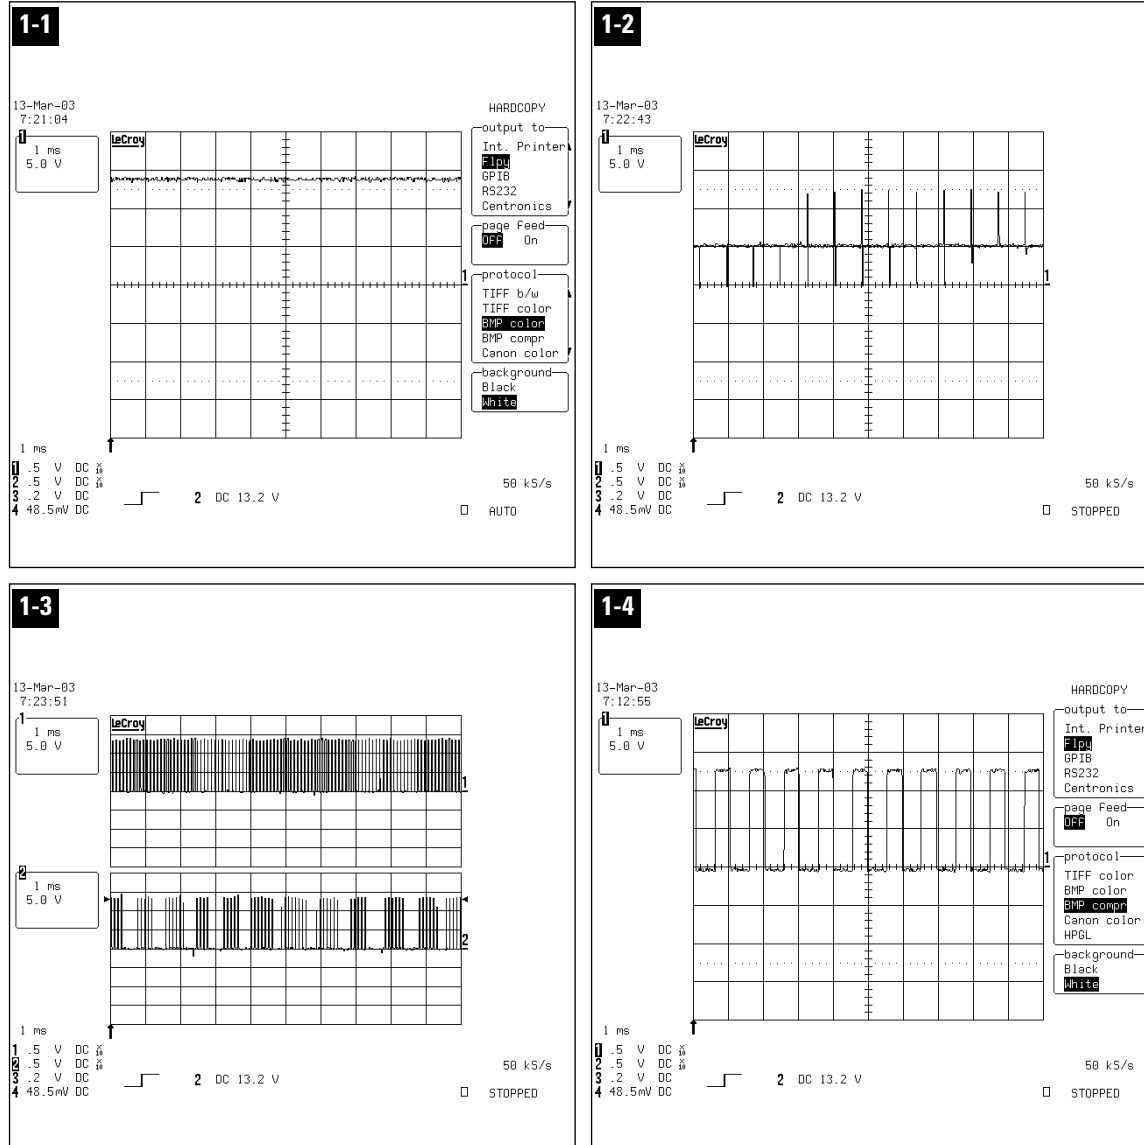 1-1
13-Mar-03
7:21:04
1
1 ms
5.0 V
LeCroy
1
HARDCOPY
output to
Int. Printer
Flpy
GPIB
RS232
Centronics
page Feed
OFF On
protocol
TIFF b/w
TIFF color
BMP color
BMP compr
Canon color
background
Black
White
1 ms
1 .5 V DC X10
2 .5 V DC X10
3 .2 V DC
4 48.5mV DC
2 DC 13.2 V
50 kS/s
AUTO
1-2
13-Mar-03
7:22:43
1
1 ms
5.0 V
LeCroy
1
1 ms
1 .5 V DC X10
2 .5 V DC X10
3 .2 V DC
4 48.5mV DC
2 DC 13.2 V
50 kS/s
STOPPED
1-3
13-Mar-03
7:23:51
1
1 ms
5.0 V
LeCroy
1
2
1 ms
5.0 V
2
1 ms
1 .5 V DC X10
2 .5 V DC X10
3 .2 V DC
4 48.5mV DC
2 DC 13.2 V
50 kS/s
STOPPED
1-4
13-Mar-03
7:12:55
1
1 ms
5.0 V
LeCroy
1
HARDCOPY
output to
Int. Printer
Flpy
GPIB
RS232
Centronics
page Feed
OFF On
protocol
TIFF color
BMP color
BMP compr
Canon color
HPGL
background
Black
White
1 ms
1 .5 V DC X10
2 .5 V DC X10
3 .2 V DC
4 48.5mV DC
2 DC 13.2 V
50 kS/s
STOPPED